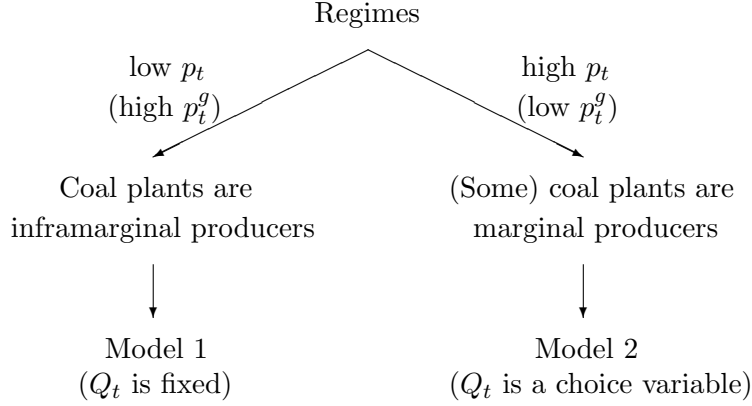 Regimes
low $p_t$
(high $p_t^g$)
high $p_t$
(low $p_t^g$)
Coal plants are
inframarginal producers
(Some) coal plants are
marginal producers
Model 1
($Q_t$ is fixed)
Model 2
($Q_t$ is a choice variable)